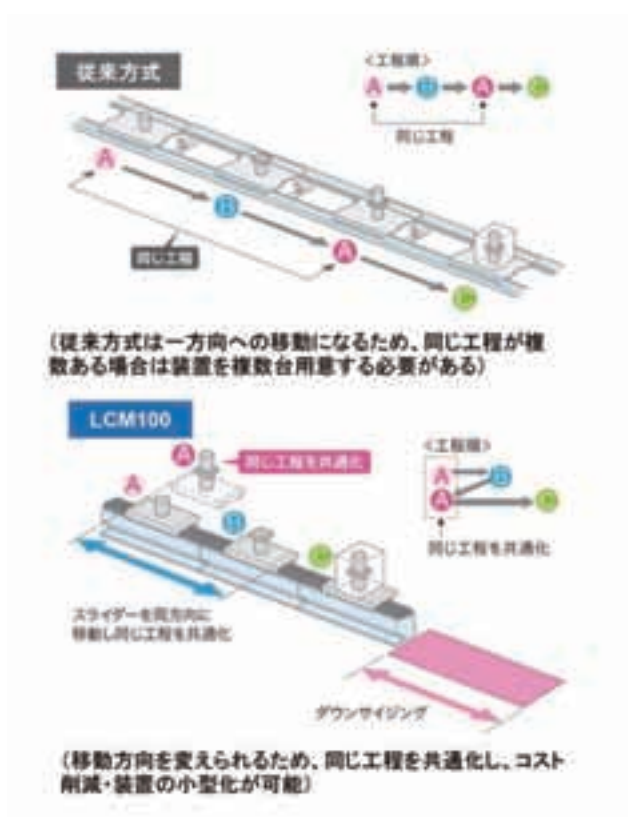 従来方式
<工程順>
A → B → A → C
同じ工程
A
B
A
C
同じ工程
(従来方式は一方向への移動になるため、同じ工程が複
数ある場合は装置を複数台用意する必要がある)
LCM100
A
同じ工程を共通化
A
B
C
<工程順>
A
B
A
C
同じ工程を共通化
スライダーを両方向に
移動し同じ工程を共通化
ダウンサイジング
(移動方向を変えられるため、同じ工程を共通化し、コスト
削減・装置の小型化が可能)